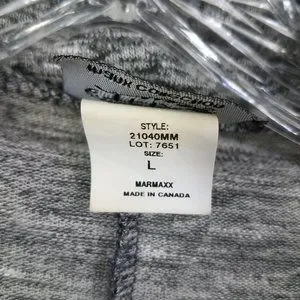 STYLE:
21040MM
LOT: 7651
SIZE:
L
MARMAXX
MADE IN CANADA